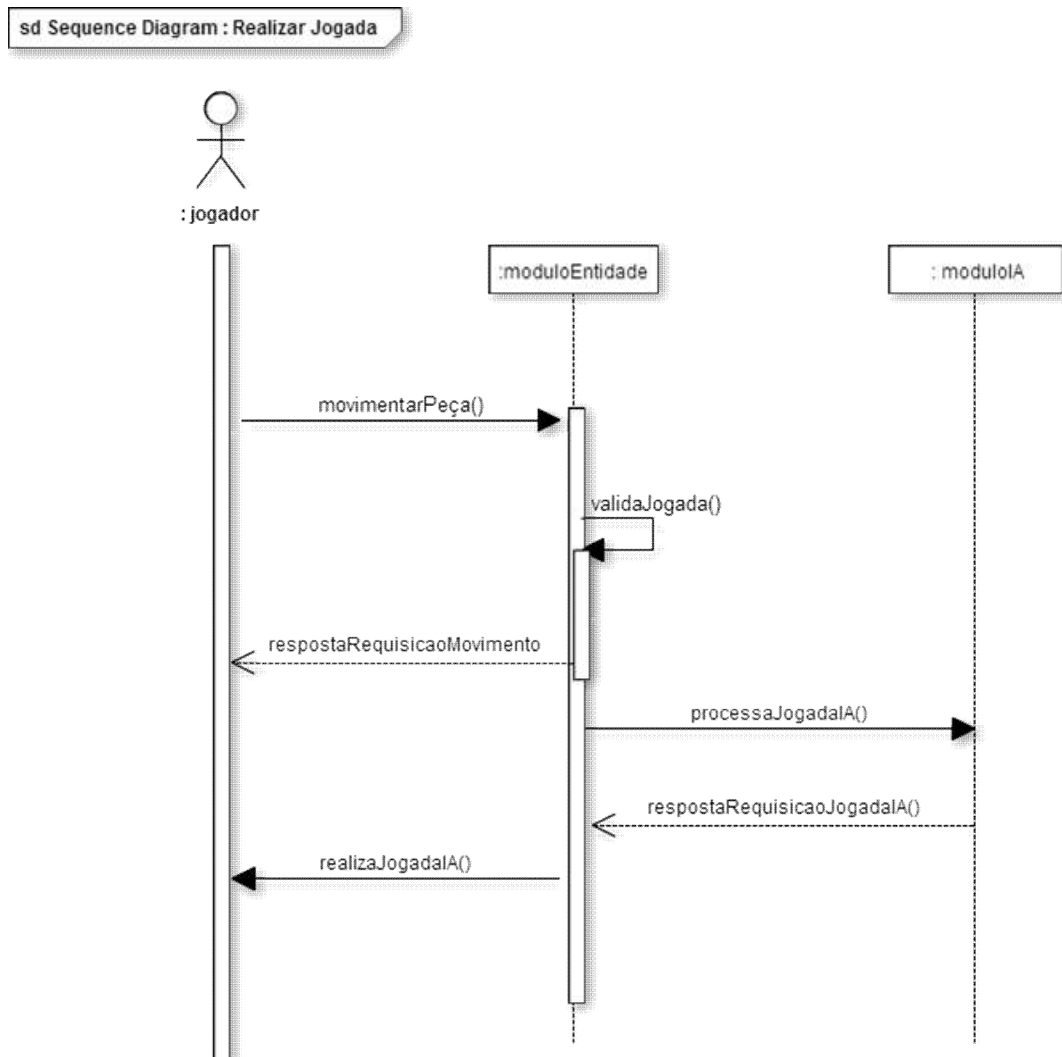 sd Sequence Diagram : Realizar Jogada
: jogador
:moduloEntidade
: moduloIA
movimentarPeça()
validaJogada()
respostaRequisicaoMovimento
processaJogadaIA()
respostaRequisicaoJogadaIA()
realizaJogadaIA()